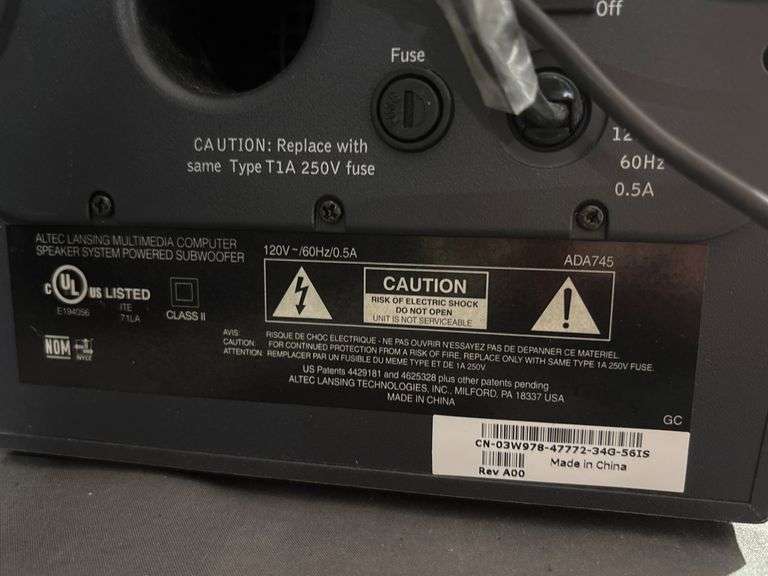 Off
Fuse
CAUTION: Replace with
same Type T1A 250V fuse
60Hz
0.5A
ALTEC LANSING MULTIMEDIA COMPUTER
SPEAKER SYSTEM POWERED SUBWOOFER
120V~/60Hz/0.5A
ADA745
C UL US LISTED
E194056
ITE
71LA
CLASS II
CAUTION
RISK OF ELECTRIC SHOCK
DO NOT OPEN
UNIT IS NOT SERVICEABLE
NOM
AVIS: RISQUE DE CHOC ELECTRIQUE - NE PAS OUVRIR N'ESSAYEZ PAS DE DEPANNER CE MATERIEL.
CAUTION: FOR CONTINUED PROTECTION FROM A RISK OF FIRE. REPLACE ONLY WITH SAME TYPE 1A 250V FUSE.
ATTENTION: REMPLACER PAR UN FUSIBLE DU MEME TYPE ET DE 1A 250V.
US Patents 4429181 and 4625328 plus other patents pending
ALTEC LANSING TECHNOLOGIES, INC., MILFORD, PA 18337 USA
MADE IN CHINA
GC
CN-03W978-47772-34G-56IS
Made in China
Rev A00